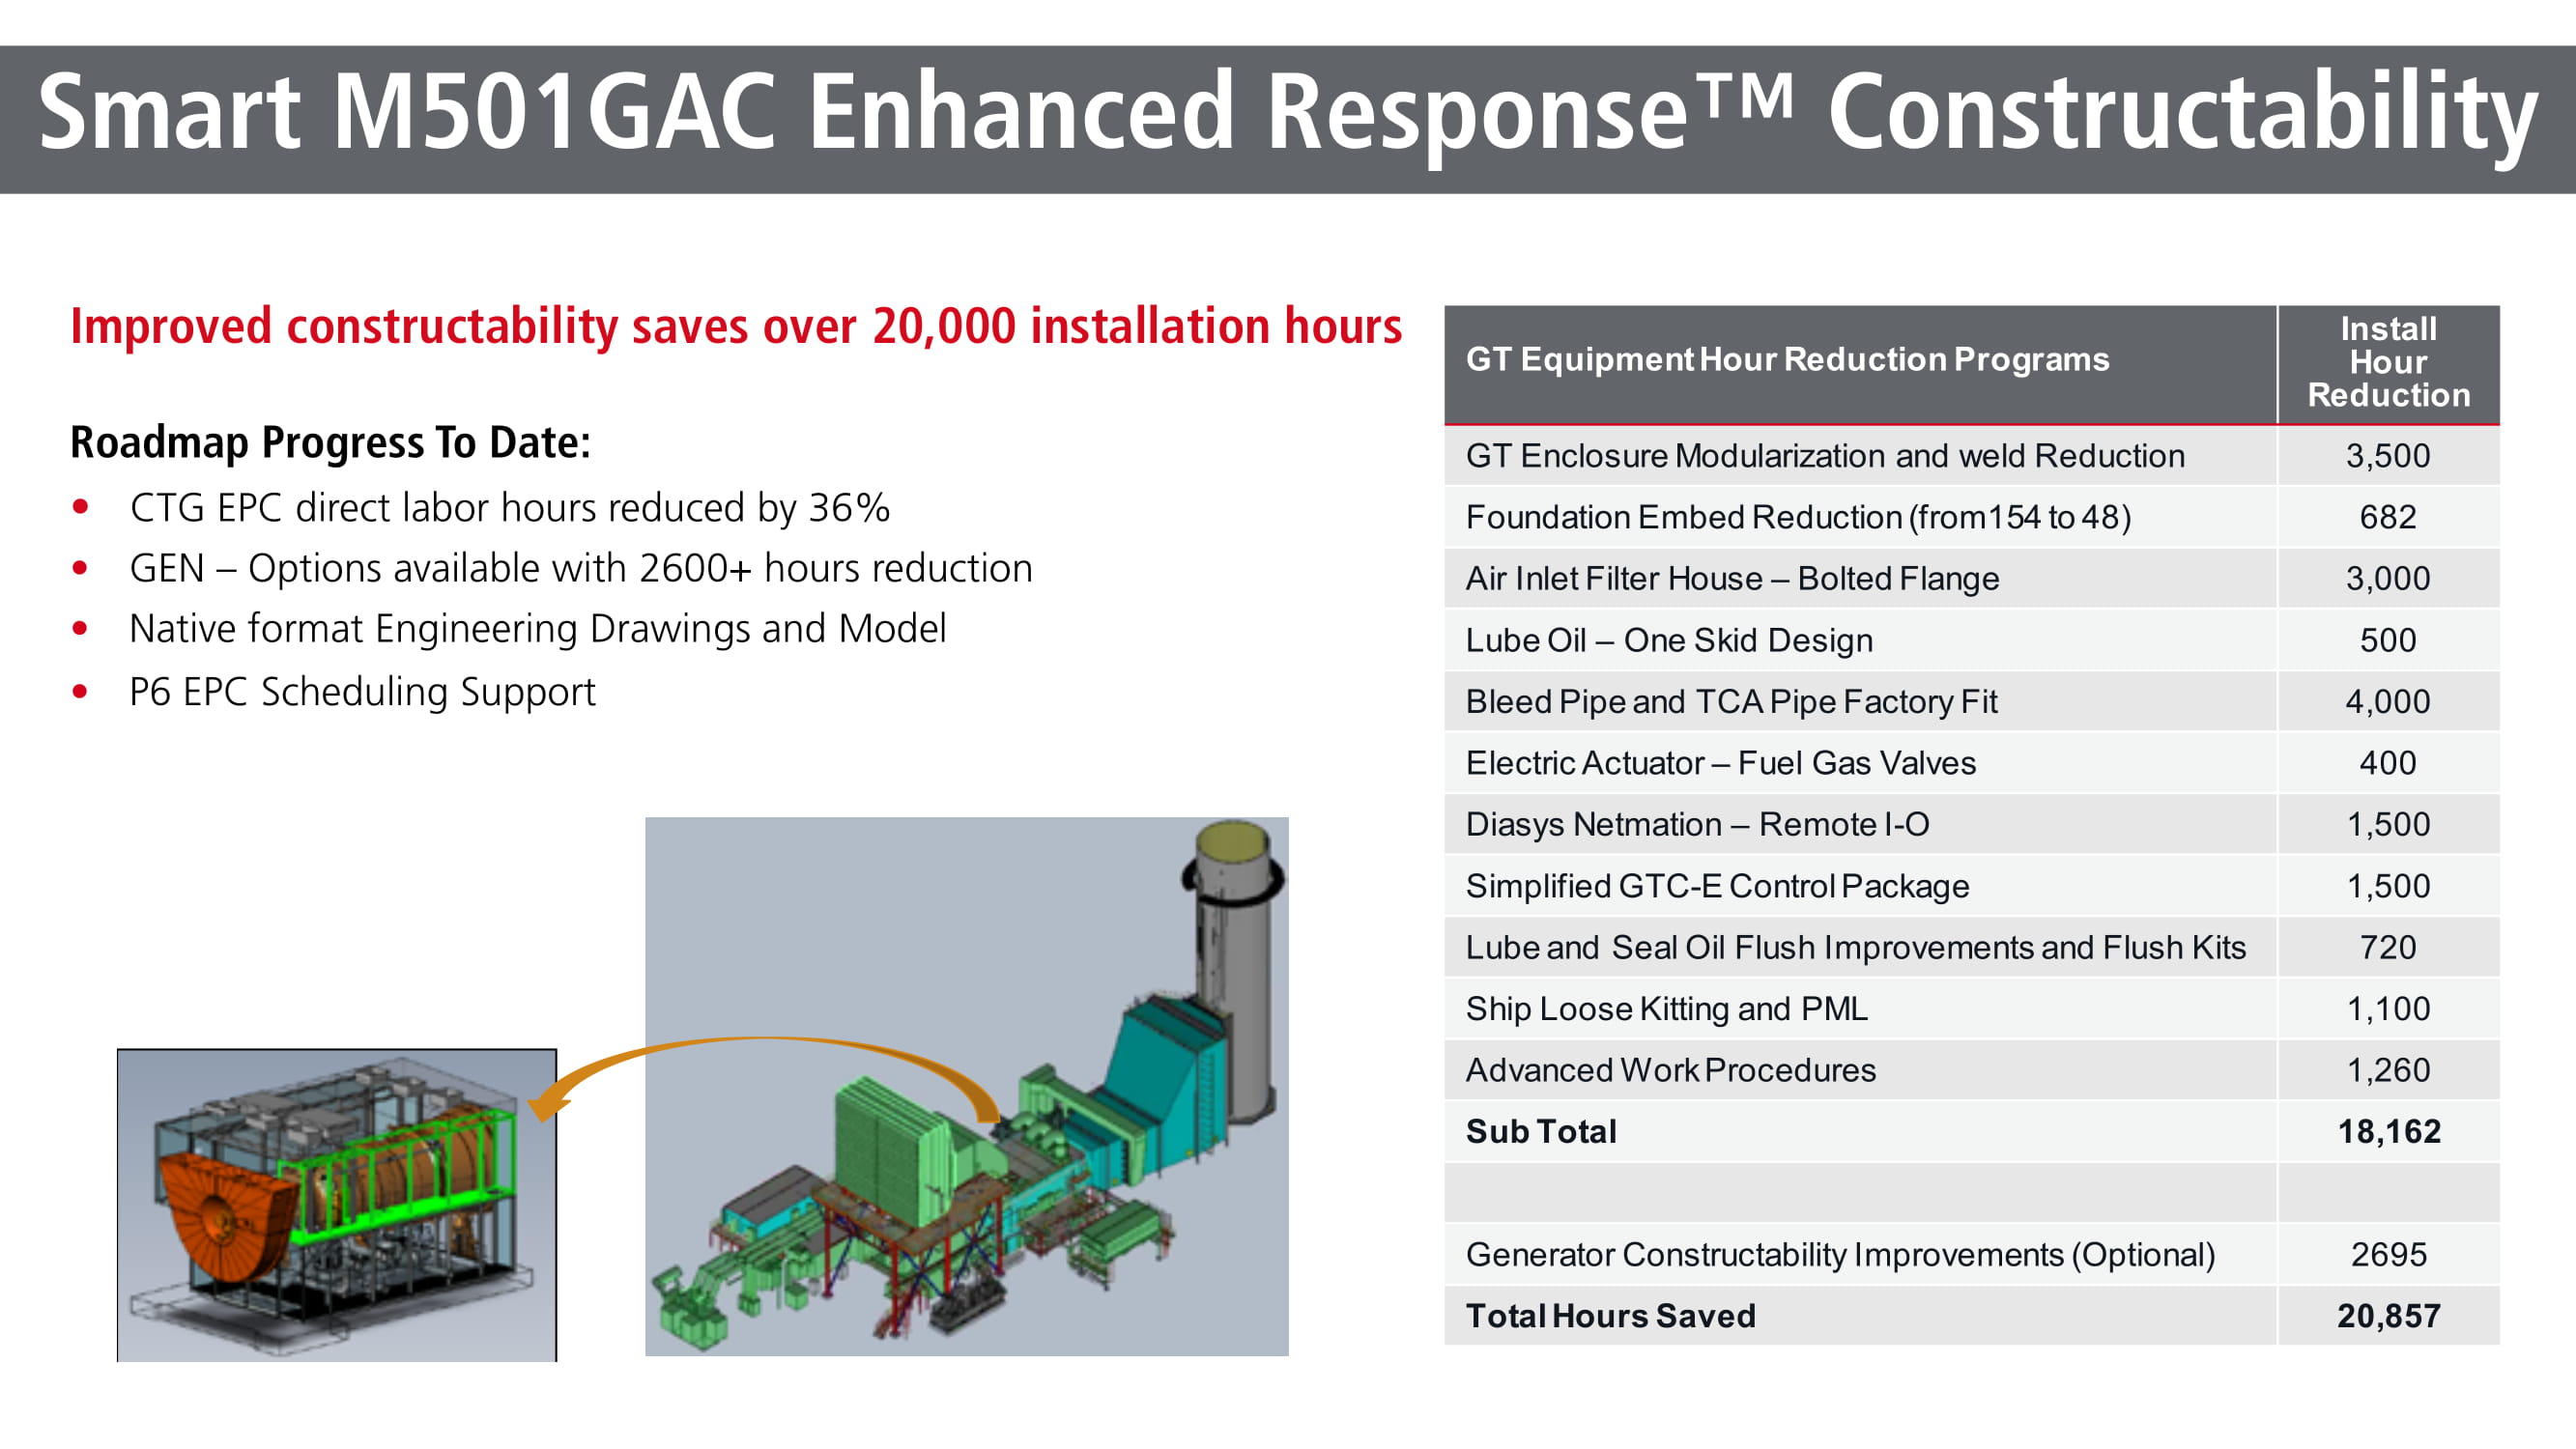 Smart M501GAC Enhanced Response™ Constructability
Improved constructability saves over 20,000 installation hours
Roadmap Progress To Date:
• CTG EPC direct labor hours reduced by 36%
• GEN – Options available with 2600+ hours reduction
• Native format Engineering Drawings and Model
• P6 EPC Scheduling Support
GT Equipment Hour Reduction Programs
Install
Hour
Reduction
GT Enclosure Modularization and weld Reduction 3,500
Foundation Embed Reduction (from154 to 48) 682
Air Inlet Filter House – Bolted Flange 3,000
Lube Oil – One Skid Design 500
Bleed Pipe and TCA Pipe Factory Fit 4,000
Electric Actuator – Fuel Gas Valves 400
Diasys Netmation – Remote I-O 1,500
Simplified GTC-E Control Package 1,500
Lube and Seal Oil Flush Improvements and Flush Kits 720
Ship Loose Kitting and PML 1,100
Advanced Work Procedures 1,260
Sub Total 18,162
Generator Constructability Improvements (Optional) 2695
Total Hours Saved 20,857